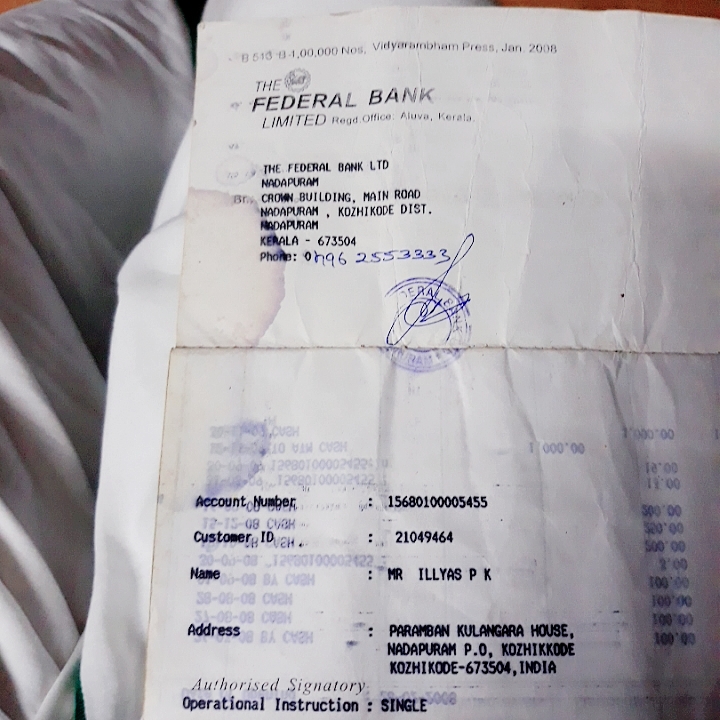 B 513 B 1,00,000 Nos, Vidyarambham Press, Jan. 2008
THE
FEDERAL BANK
LIMITED Regd.Office: Aluva, Kerala.
THE FEDERAL BANK LTD
NADAPURAM
Br. CROWN BUILDING, MAIN ROAD
NADAPURAM , KOZHIKODE DIST.
NADAPURAM
KERALA - 673504
Phone: 0496 2553333
Account Number : 15680100005455
Customer ID : 21049464
Name : MR ILLYAS P K
Address : PARAMBAN KULANGARA HOUSE,
NADAPURAM P.O, KOZHIKKODE
KOZHIKODE-673504,INDIA
Authorised Signatory
Operational Instruction : SINGLE